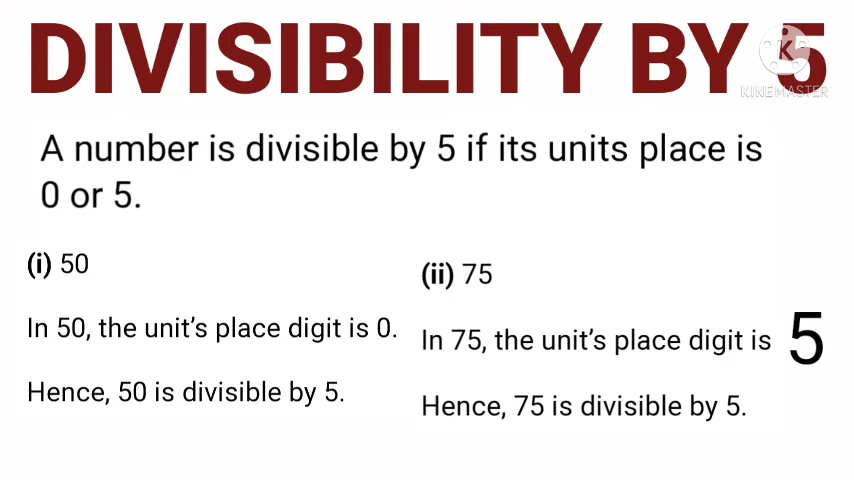 DIVISIBILITY BY 5
K
KINEMASTER
A number is divisible by 5 if its units place is
0 or 5.
(i) 50
In 50, the unit's place digit is 0.
Hence, 50 is divisible by 5.
(ii) 75
In 75, the unit's place digit is 5
Hence, 75 is divisible by 5.